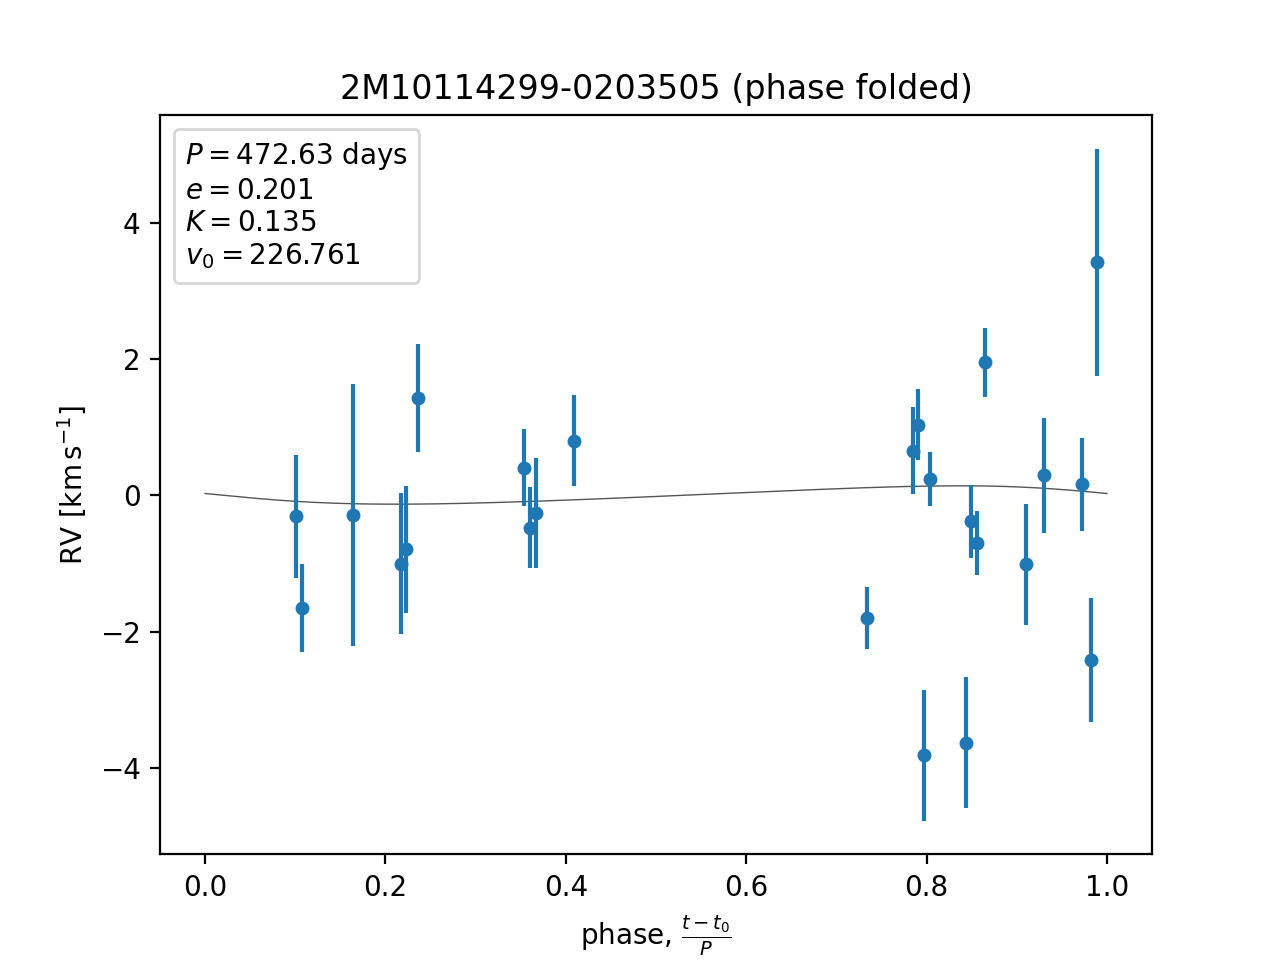 2M10114299-0203505 (phase folded)
P = 472.63 days
e = 0.201
K = 0.135
v₀ = 226.761
4
2
0
−2
−4
RV [km s⁻¹]
0.0 0.2 0.4 0.6 0.8 1.0
phase, (t − t₀)/P